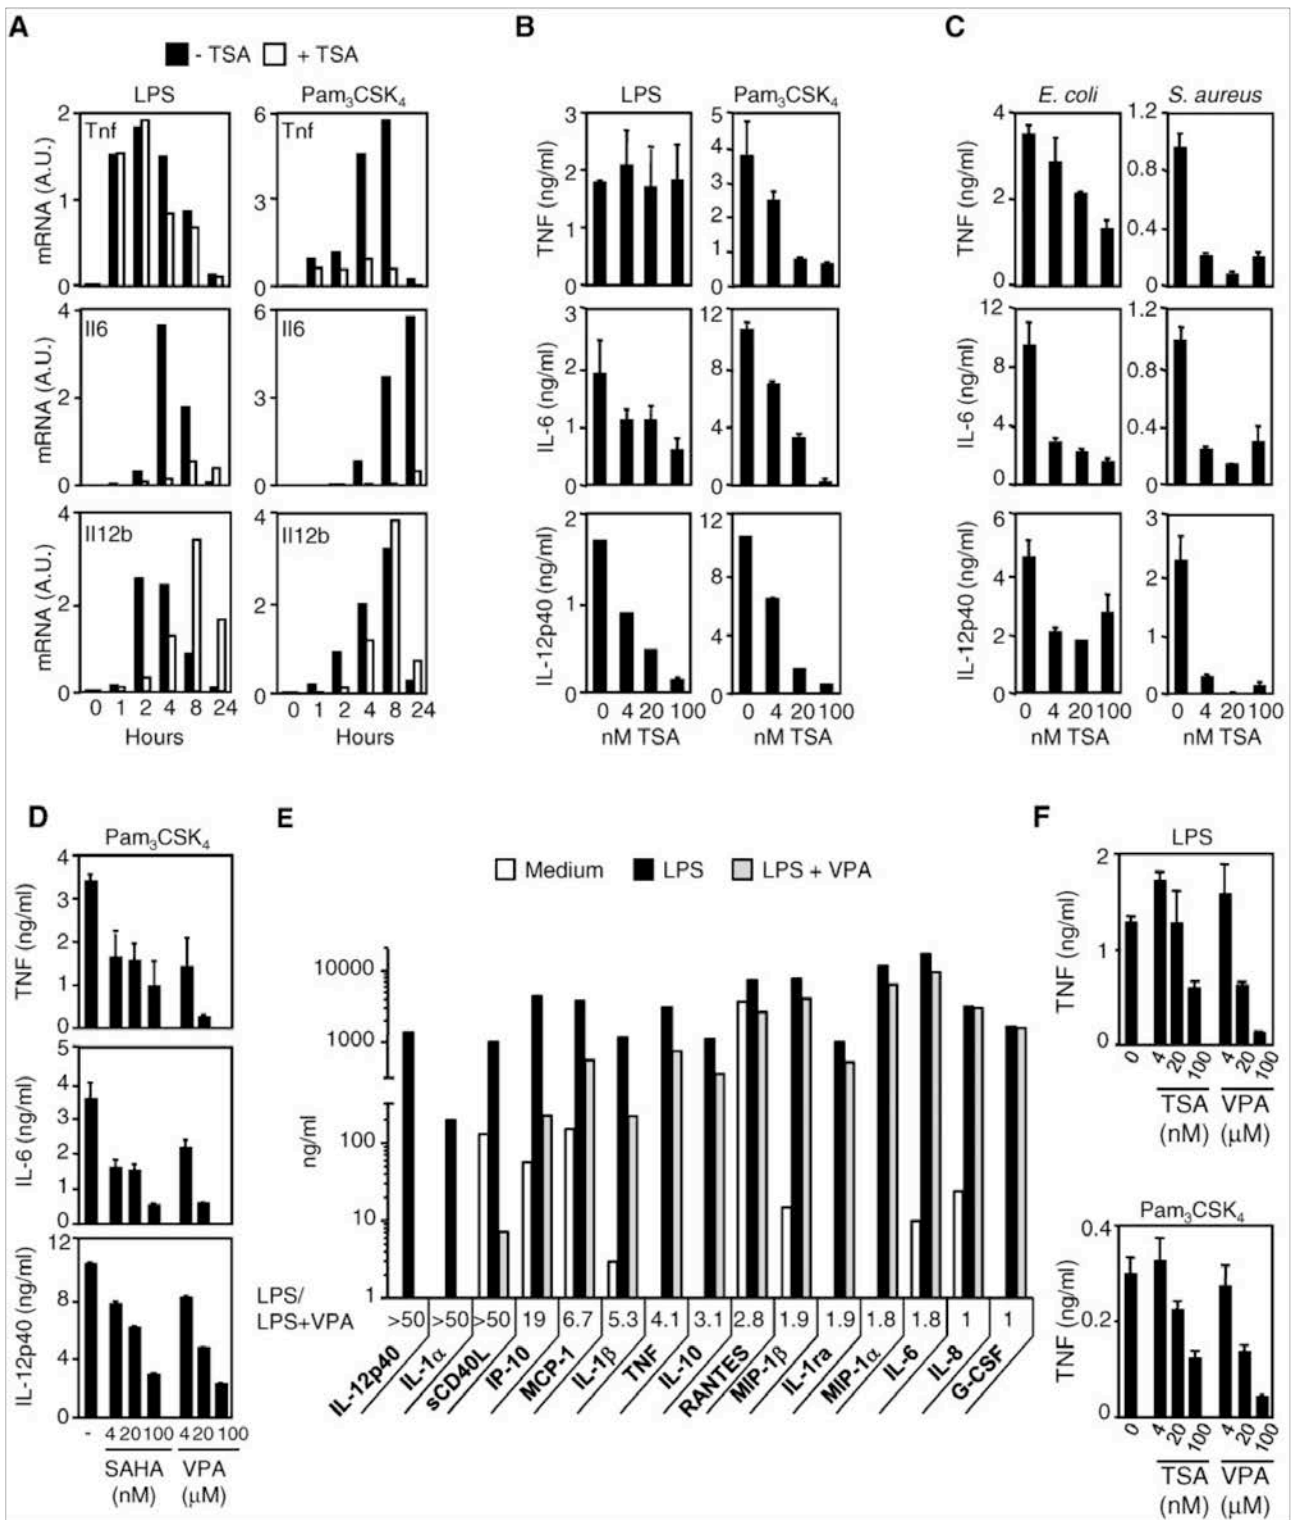 A
- TSA + TSA
LPS
Pam3CSK4
mRNA (A.U.)
2
1
0
Tnf
6
3
0
Tnf
mRNA (A.U.)
4
2
0
Il6
6
3
0
Il6
mRNA (A.U.)
4
2
0
Il12b
4
2
0
Il12b
0 1 2 4 8 24
Hours
0 1 2 4 8 24
Hours
B
LPS
Pam3CSK4
TNF (ng/ml)
3
2
1
0
5
4
3
2
1
0
IL-6 (ng/ml)
3
2
1
0
12
8
4
0
IL-12p40 (ng/ml)
2
1
0
12
8
4
0
0 4 20 100
nM TSA
0 4 20 100
nM TSA
C
E. coli
S. aureus
TNF (ng/ml)
4
2
0
1.2
0.8
0.4
0
IL-6 (ng/ml)
12
8
4
0
1.2
0.8
0.4
0
IL-12p40 (ng/ml)
6
4
2
0
3
2
1
0
0 4 20 100
nM TSA
0 4 20 100
nM TSA
D
Pam3CSK4
TNF (ng/ml)
4
3
2
1
0
IL-6 (ng/ml)
5
4
3
2
1
0
IL-12p40 (ng/ml)
12
8
4
0
- 4 20 100 4 20 100
SAHA VPA
(nM) (µM)
E
Medium LPS LPS + VPA
ng/ml
10000
1000
100
10
1
LPS/
LPS+VPA >50 >50 >50 19 6.7 5.3 4.1 3.1 2.8 1.9 1.9 1.8 1.8 1 1
IL-12p40 IL-1α sCD40L IP-10 MCP-1 IL-1β TNF IL-10 RANTES MIP-1β IL-1ra MIP-1α IL-6 IL-8 G-CSF
F
LPS
TNF (ng/ml)
2
1
0
0 4 20 100 4 20 100
TSA VPA
(nM) (µM)
Pam3CSK4
TNF (ng/ml)
0.4
0.2
0
0 4 20 100 4 20 100
TSA VPA
(nM) (µM)